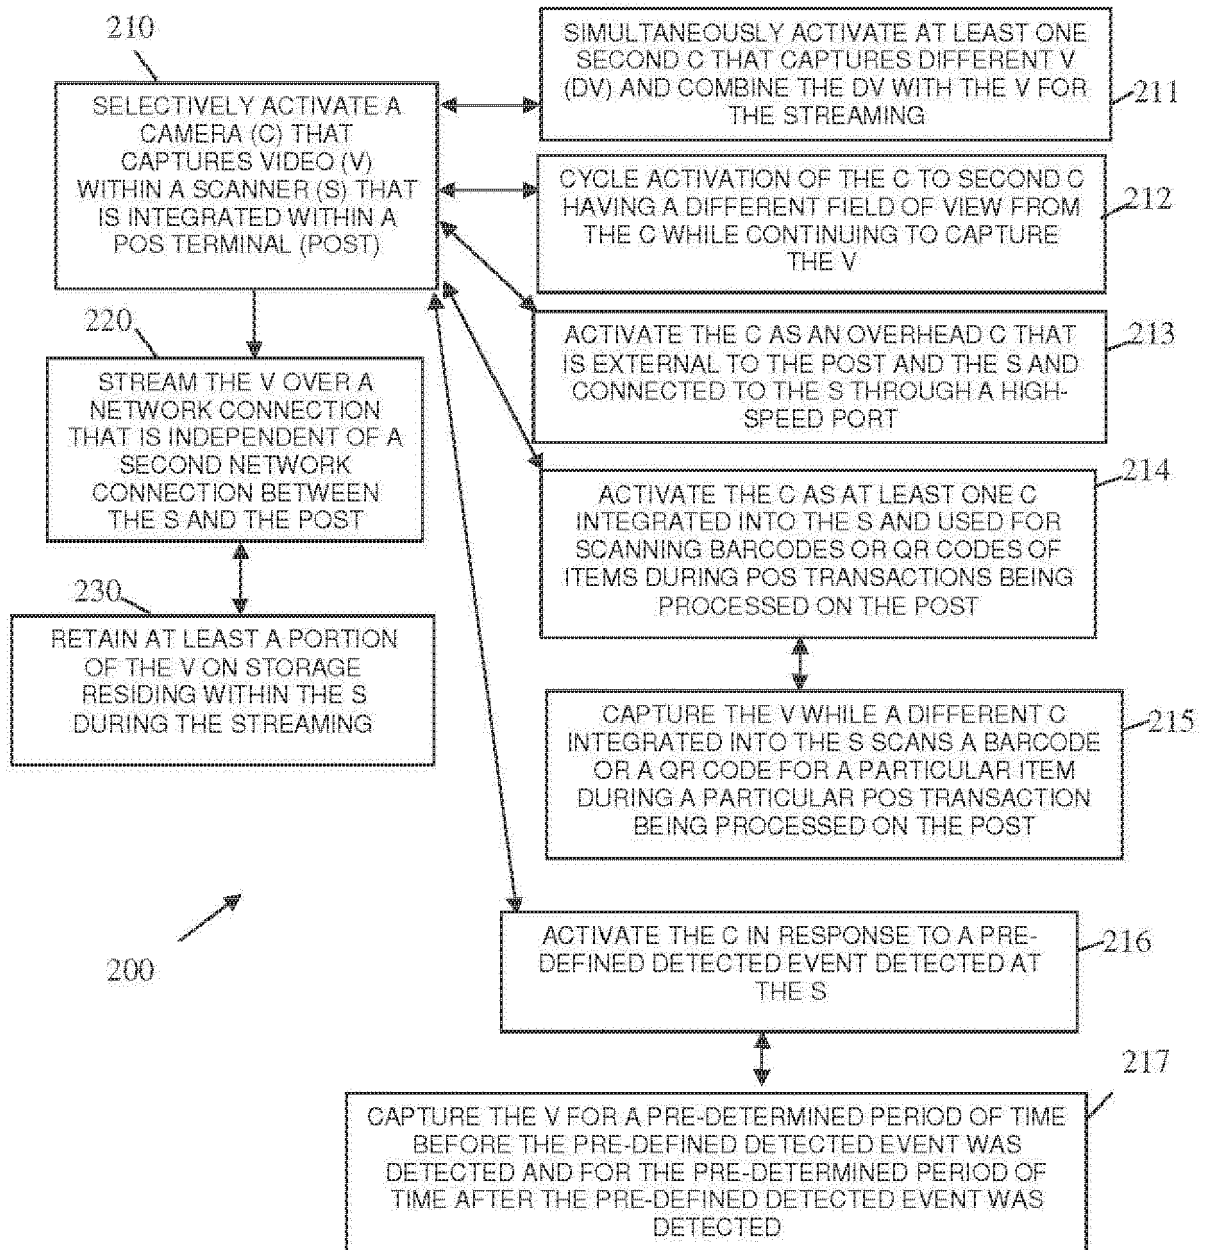 210
SELECTIVELY ACTIVATE A
CAMERA (C) THAT
CAPTURES VIDEO (V)
WITHIN A SCANNER (S) THAT
IS INTEGRATED WITHIN A
POS TERMINAL (POST)
SIMULTANEOUSLY ACTIVATE AT LEAST ONE
SECOND C THAT CAPTURES DIFFERENT V
(DV) AND COMBINE THE DV WITH THE V FOR
THE STREAMING
211
CYCLE ACTIVATION OF THE C TO SECOND C
HAVING A DIFFERENT FIELD OF VIEW FROM
THE C WHILE CONTINUING TO CAPTURE
THE V
212
220
STREAM THE V OVER A
NETWORK CONNECTION
THAT IS INDEPENDENT OF A
SECOND NETWORK
CONNECTION BETWEEN
THE S AND THE POST
ACTIVATE THE C AS AN OVERHEAD C THAT
IS EXTERNAL TO THE POST AND THE S AND
CONNECTED TO THE S THROUGH A HIGH-
SPEED PORT
213
ACTIVATE THE C AS AT LEAST ONE C
INTEGRATED INTO THE S AND USED FOR
SCANNING BARCODES OR QR CODES OF
ITEMS DURING POS TRANSACTIONS BEING
PROCESSED ON THE POST
214
230
RETAIN AT LEAST A PORTION
OF THE V ON STORAGE
RESIDING WITHIN THE S
DURING THE STREAMING
CAPTURE THE V WHILE A DIFFERENT C
INTEGRATED INTO THE S SCANS A BARCODE
OR A QR CODE FOR A PARTICULAR ITEM
DURING A PARTICULAR POS TRANSACTION
BEING PROCESSED ON THE POST
215
200
ACTIVATE THE C IN RESPONSE TO A PRE-
DEFINED DETECTED EVENT DETECTED AT
THE S
216
217
CAPTURE THE V FOR A PRE-DETERMINED PERIOD OF TIME
BEFORE THE PRE-DEFINED DETECTED EVENT WAS
DETECTED AND FOR THE PRE-DETERMINED PERIOD OF
TIME AFTER THE PRE-DEFINED DETECTED EVENT WAS
DETECTED